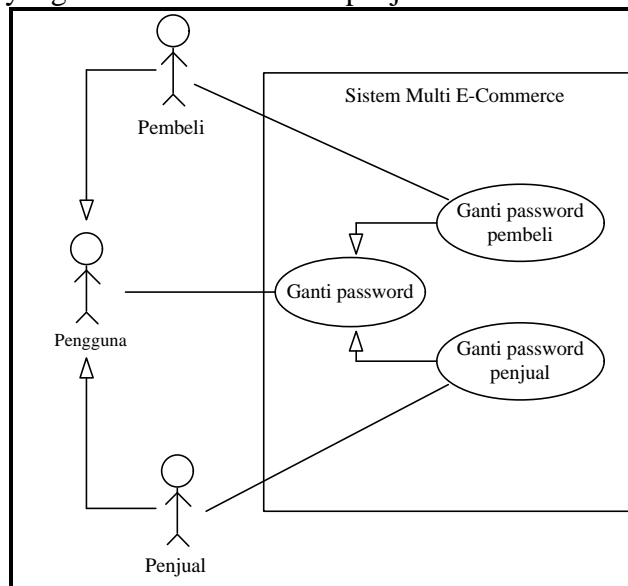 Pembeli
Sistem Multi E-Commerce
Ganti password
pembeli
Ganti password
Pengguna
Ganti password
penjual
Penjual